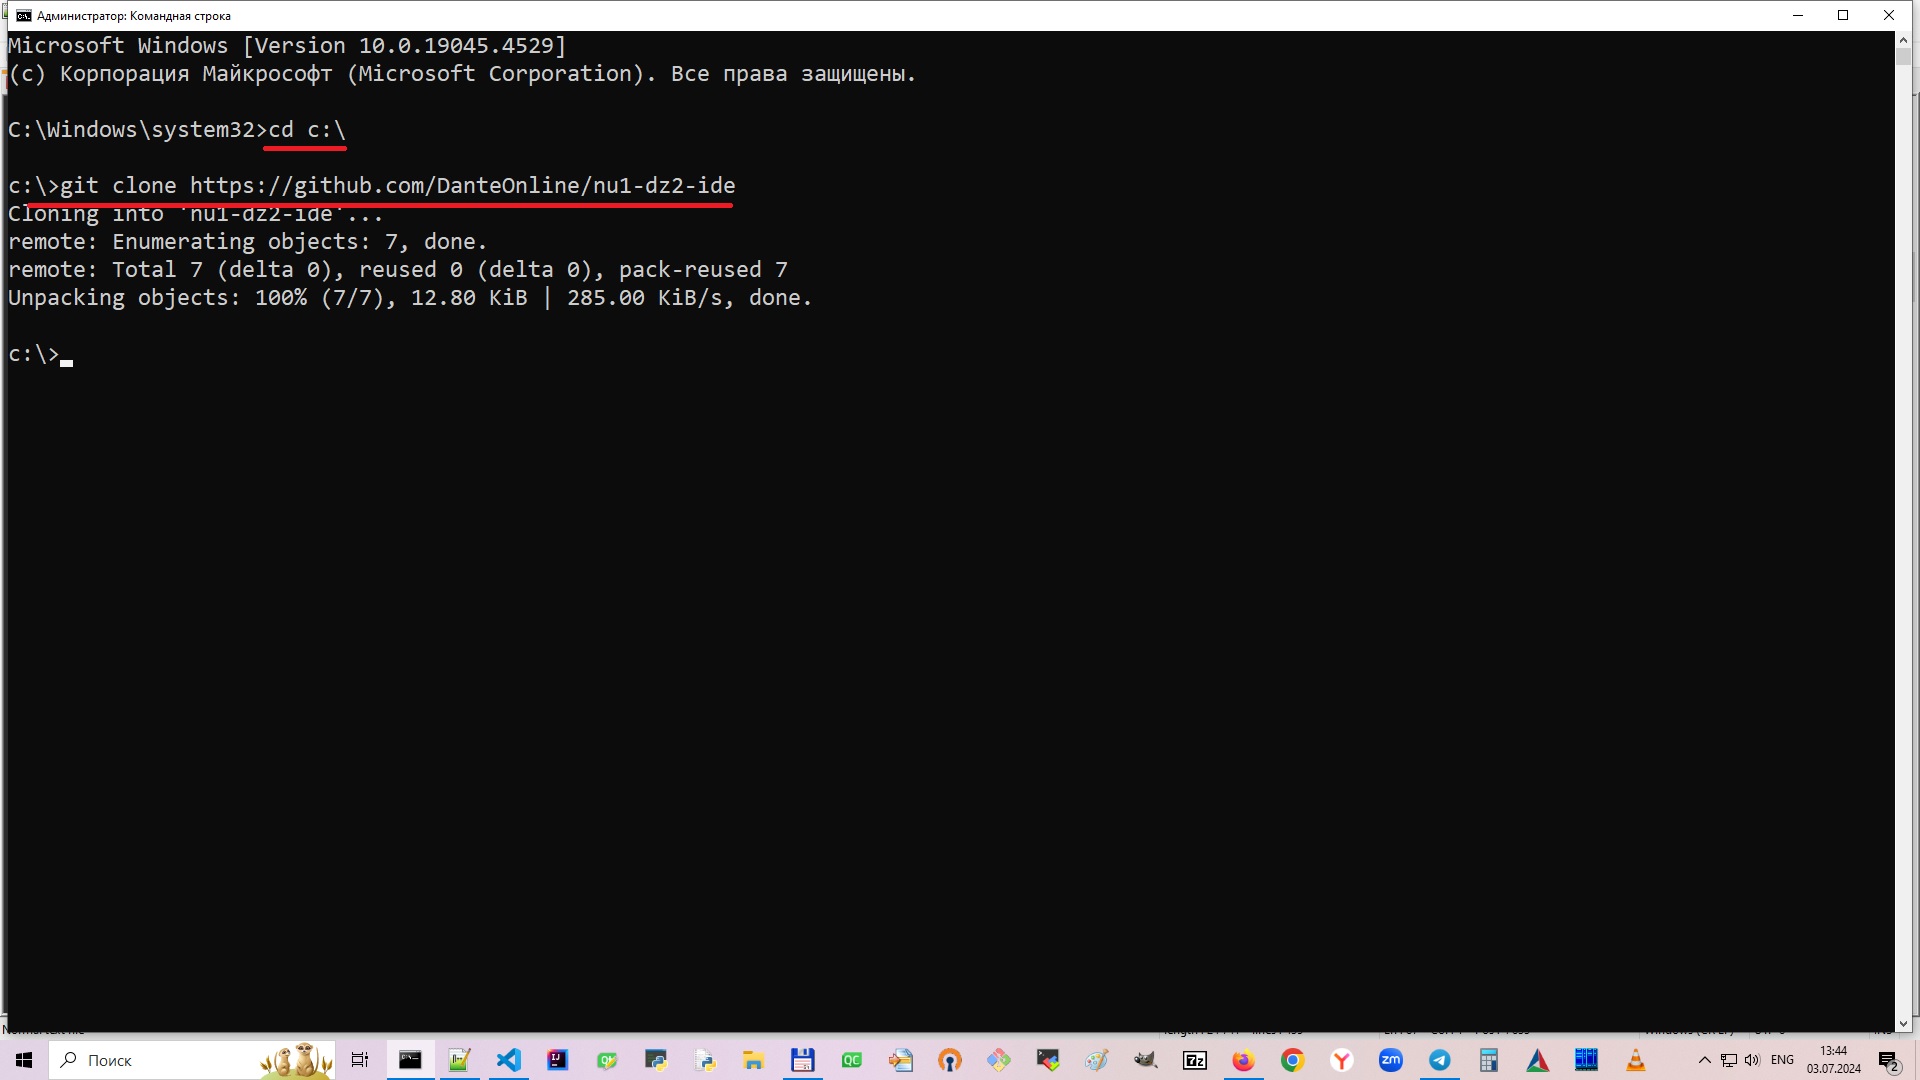 Администратор: Командная строка
Microsoft Windows [Version 10.0.19045.4529]
(c) Корпорация Майкрософт (Microsoft Corporation). Все права защищены.
C:\Windows\system32>cd c:\
c:\>git clone https://github.com/DanteOnline/nu1-dz2-ide
Cloning into 'nu1-dz2-ide'...
remote: Enumerating objects: 7, done.
remote: Total 7 (delta 0), reused 0 (delta 0), pack-reused 7
Unpacking objects: 100% (7/7), 12.80 KiB | 285.00 KiB/s, done.
c:\>
Поиск
QC
7z
zm
ENG
13:44
03.07.2024
2